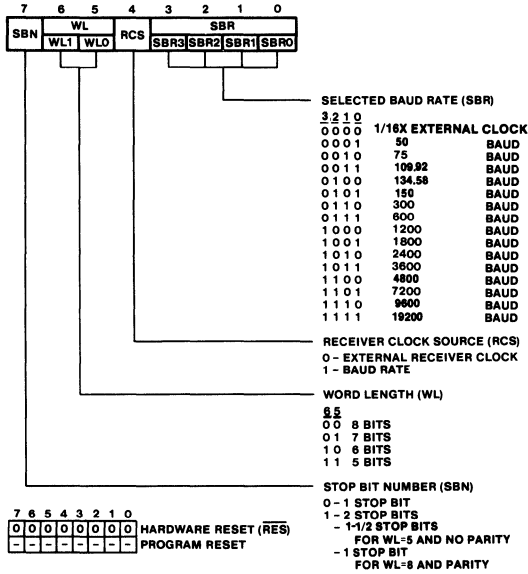 7 6 5 4 3 2 1 0
SBN WL RCS SBR
WL1 WL0 SBR3 SBR2 SBR1 SBR0
SELECTED BAUD RATE (SBR)
3 2 1 0
0 0 0 0 1/16X EXTERNAL CLOCK
0 0 0 1 50 BAUD
0 0 1 0 75 BAUD
0 0 1 1 109.92 BAUD
0 1 0 0 134.58 BAUD
0 1 0 1 150 BAUD
0 1 1 0 300 BAUD
0 1 1 1 600 BAUD
1 0 0 0 1200 BAUD
1 0 0 1 1800 BAUD
1 0 1 0 2400 BAUD
1 0 1 1 3600 BAUD
1 1 0 0 4800 BAUD
1 1 0 1 7200 BAUD
1 1 1 0 9600 BAUD
1 1 1 1 19200 BAUD
RECEIVER CLOCK SOURCE (RCS)
0 – EXTERNAL RECEIVER CLOCK
1 – BAUD RATE
WORD LENGTH (WL)
6 5
0 0 8 BITS
0 1 7 BITS
1 0 6 BITS
1 1 5 BITS
STOP BIT NUMBER (SBN)
0 – 1 STOP BIT
1 – 2 STOP BITS
– 1-1/2 STOP BITS
FOR WL=5 AND NO PARITY
– 1 STOP BIT
FOR WL=8 AND PARITY
7 6 5 4 3 2 1 0
0 0 0 0 0 0 0 0 HARDWARE RESET (RES)
– – – – – – – – PROGRAM RESET